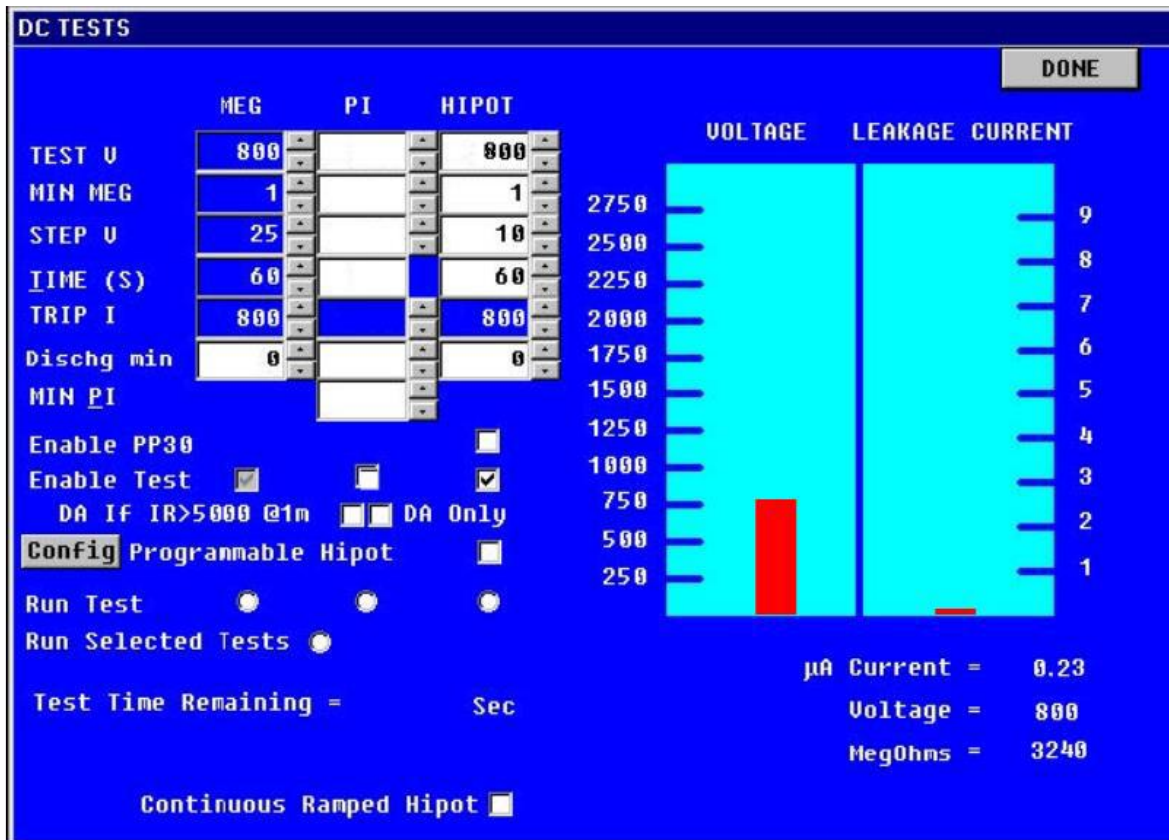 DC TESTS
DONE
MEG PI HIPOT
TEST V 800 800
MIN MEG 1 1
STEP V 25 10
TIME (S) 60 60
TRIP I 800 800
Dischg min 0 0
MIN PI
Enable PP30
Enable Test
DA If IR>5000 @1m DA Only
Config Programmable Hipot
Run Test
Run Selected Tests
Test Time Remaining = Sec
Continuous Ramped Hipot
VOLTAGE LEAKAGE CURRENT
2750 9
2500 8
2250 7
2000 6
1750 5
1500 4
1250 3
1000 2
750 1
500
250
µA Current = 0.23
Voltage = 800
MegOhms = 3240